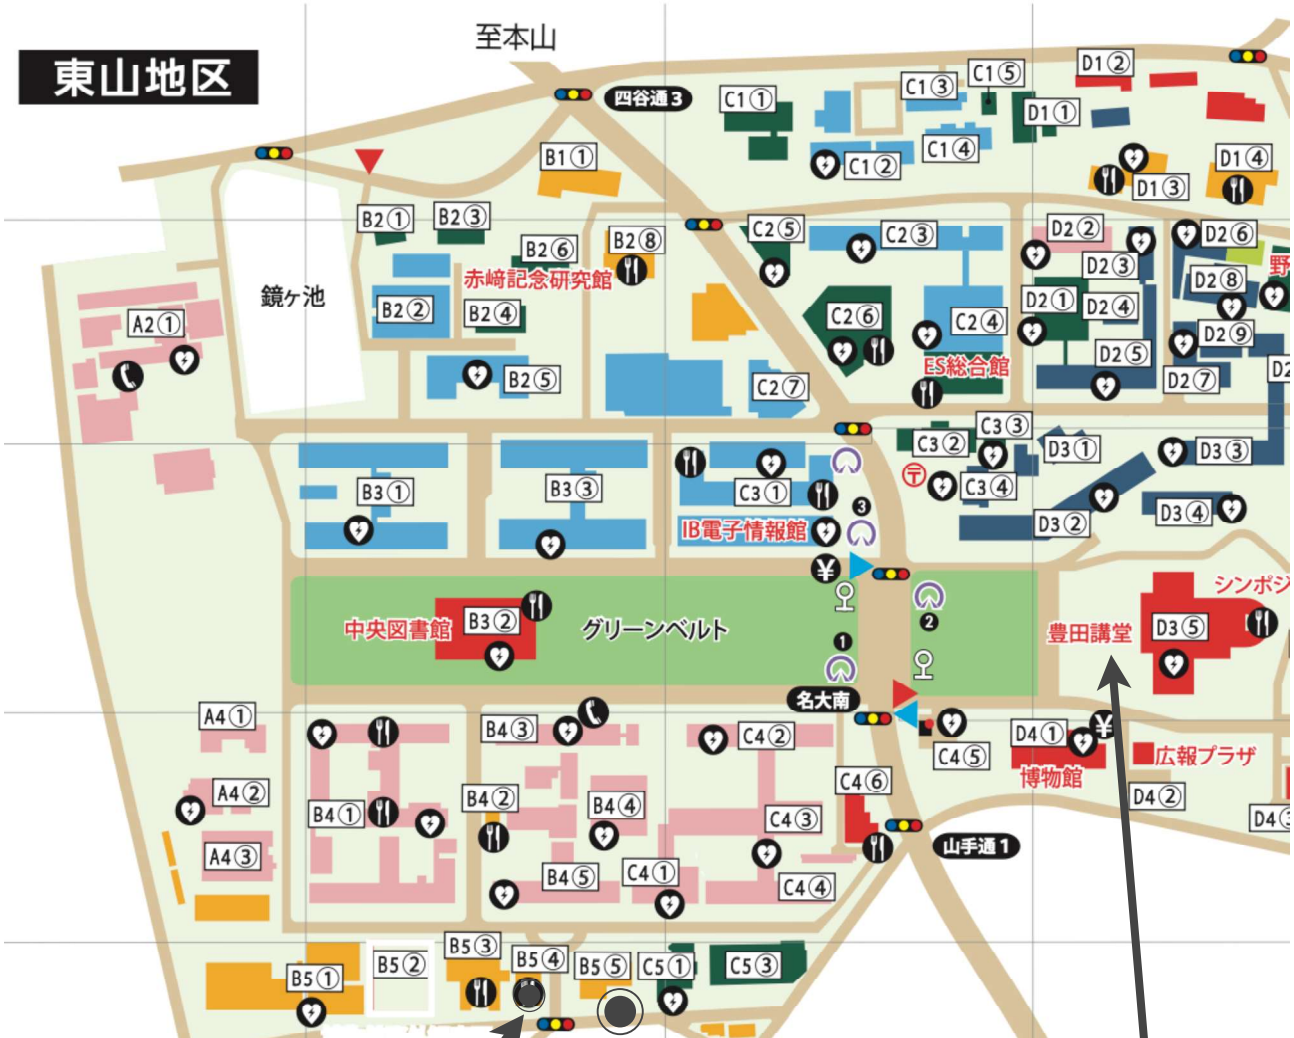 至本山
東山地区
四谷通3
C1①
C1③
C1⑤
D1②
D1①
B1①
C1②
C1④
D1③
D1④
B2①
B2③
B2⑥
B2⑧
C2⑤
C2③
D2②
D2③
D2⑥
赤﨑記念研究館
野
鏡ヶ池
B2②
B2④
A2①
C2⑥
C2④
D2①
D2④
D2⑧
D2⑨
ES総合館
D2⑤
D2⑦
D2
B2⑤
C2⑦
C3③
C3②
D3①
D3③
〒
C3④
B3①
B3③
C3①
D3②
D3④
❸
IB電子情報館
¥
シンポジ
中央図書館
B3②
グリーンベルト
❶
❷
豊田講堂
D3⑤
名大南
A4①
B4③
C4②
C4⑤
D4①
¥
広報プラザ
博物館
A4②
B4①
B4②
B4④
C4⑥
C4③
D4②
D4③
山手通1
A4③
B4⑤
C4①
C4④
B5①
B5②
B5③
B5④
B5⑤
C5①
C5③